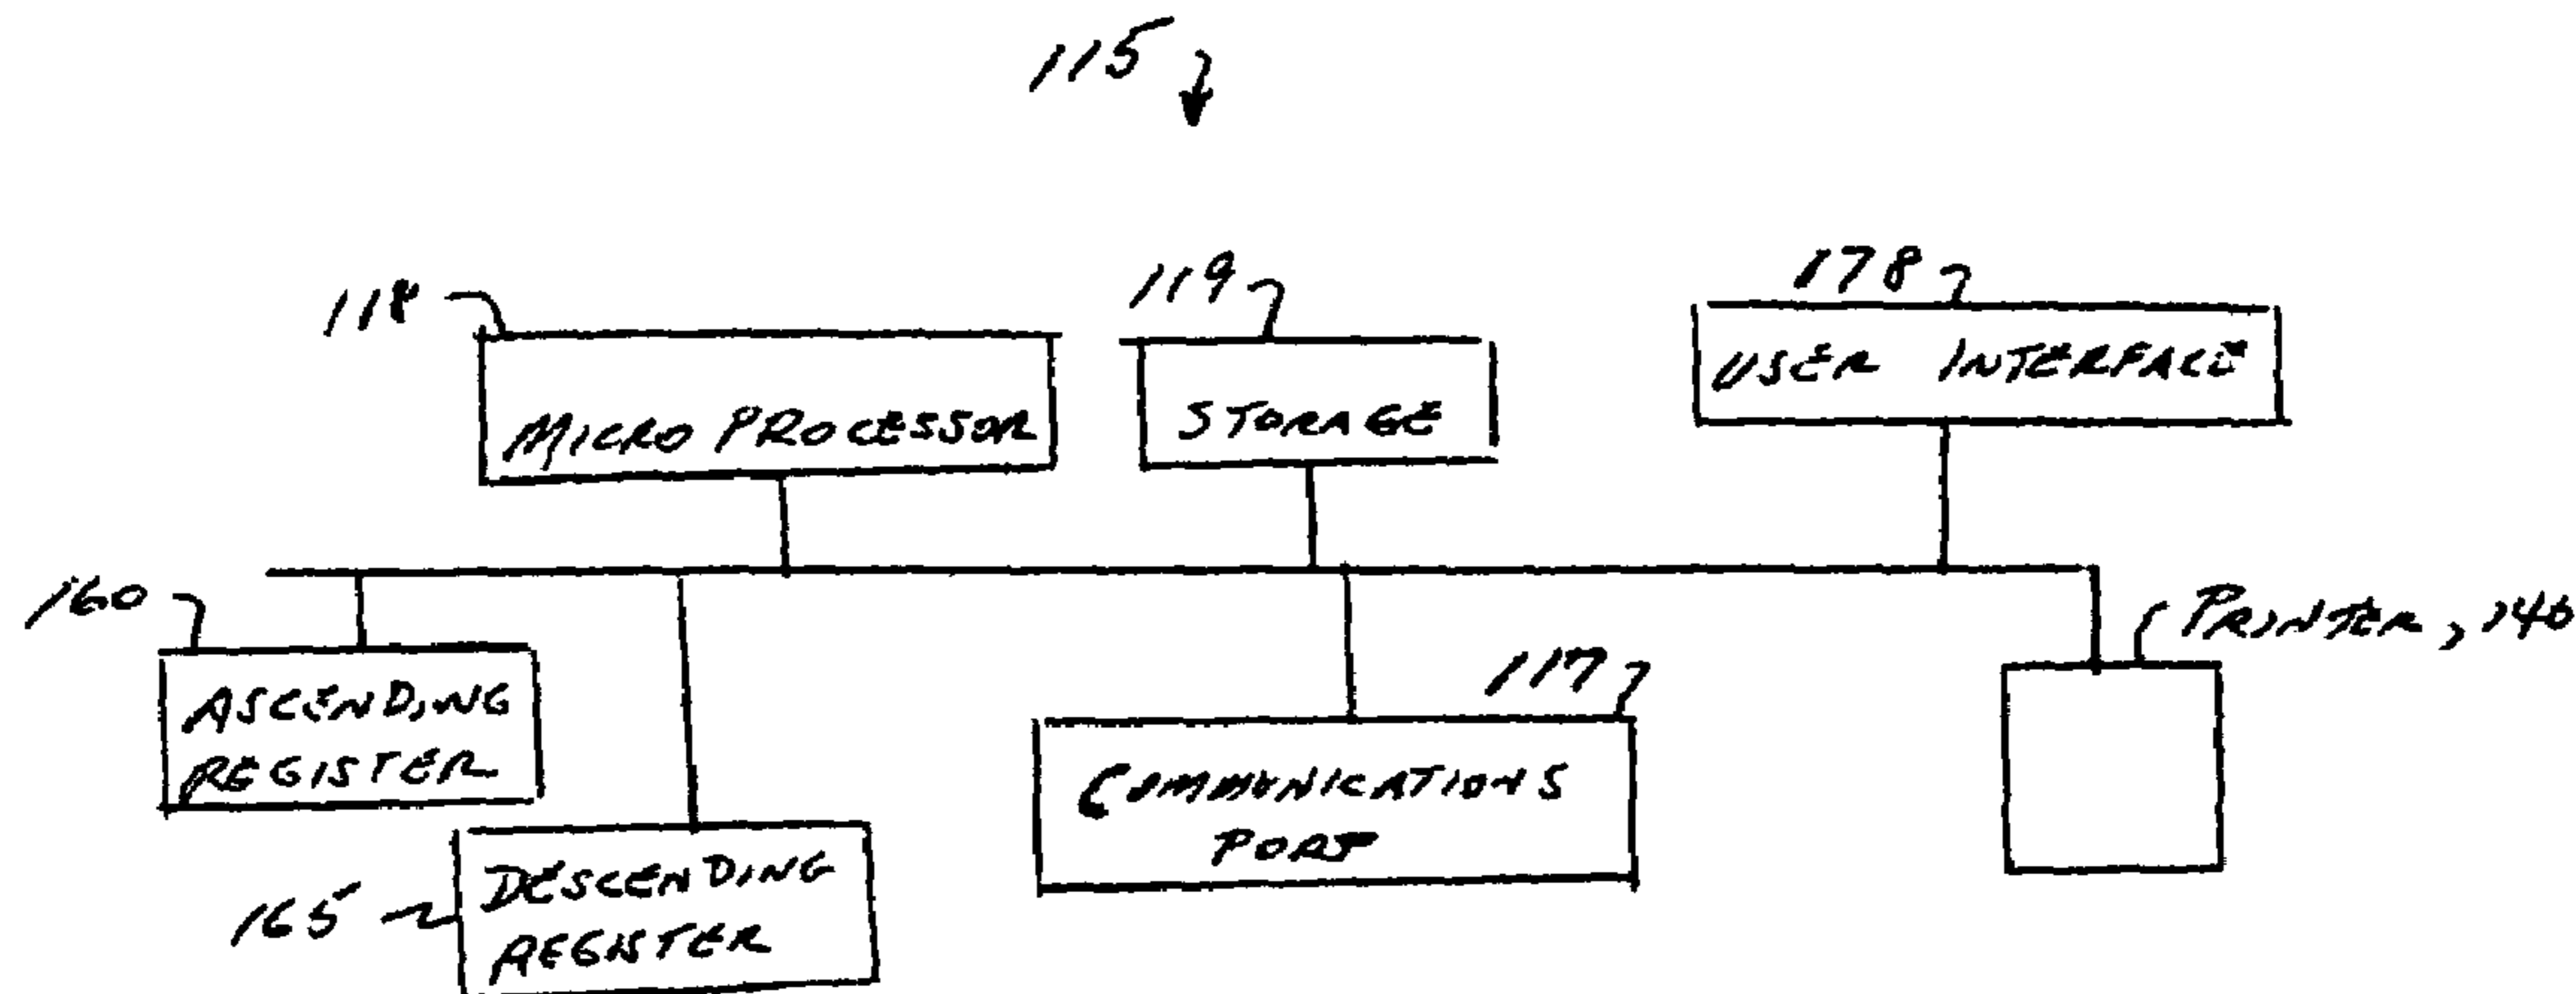 115
118
119
178
MICRO PROCESSOR
STORAGE
USER INTERFACE
160
ASCENDING
REGISTER
165
DESCENDING
REGISTER
117
COMMUNICATIONS
PORT
PRINTER, 140